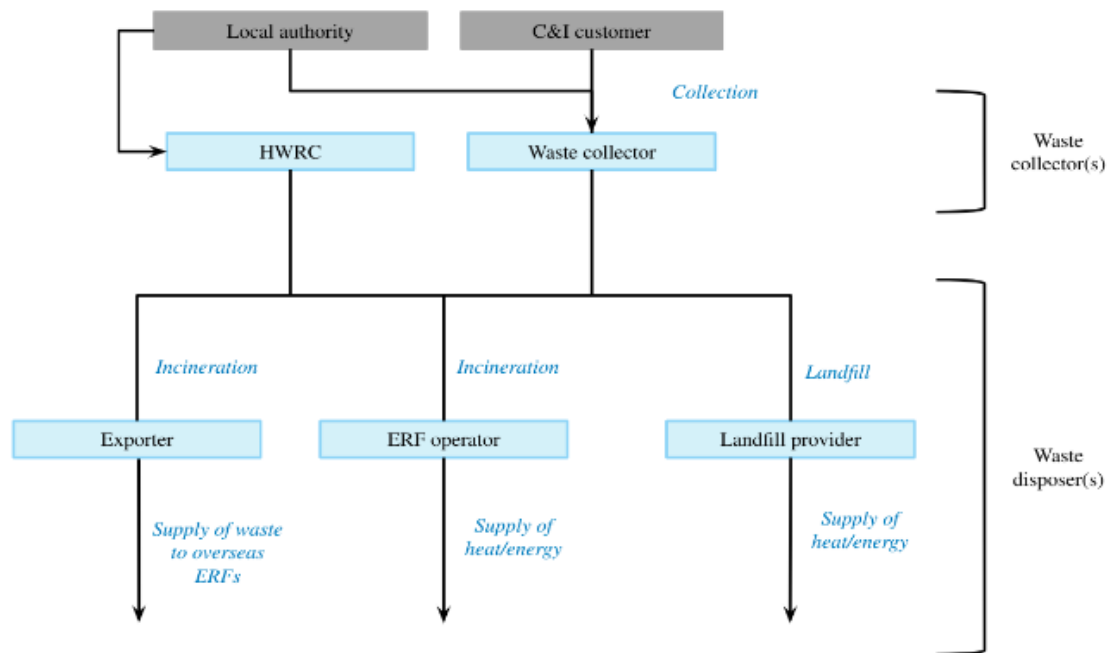 Local authority
C&I customer
Collection
HWRC
Waste collector
Waste
collector(s)
Incineration
Incineration
Landfill
Exporter
ERF operator
Landfill provider
Waste
disposer(s)
Supply of waste
to overseas
ERFs
Supply of
heat/energy
Supply of
heat/energy